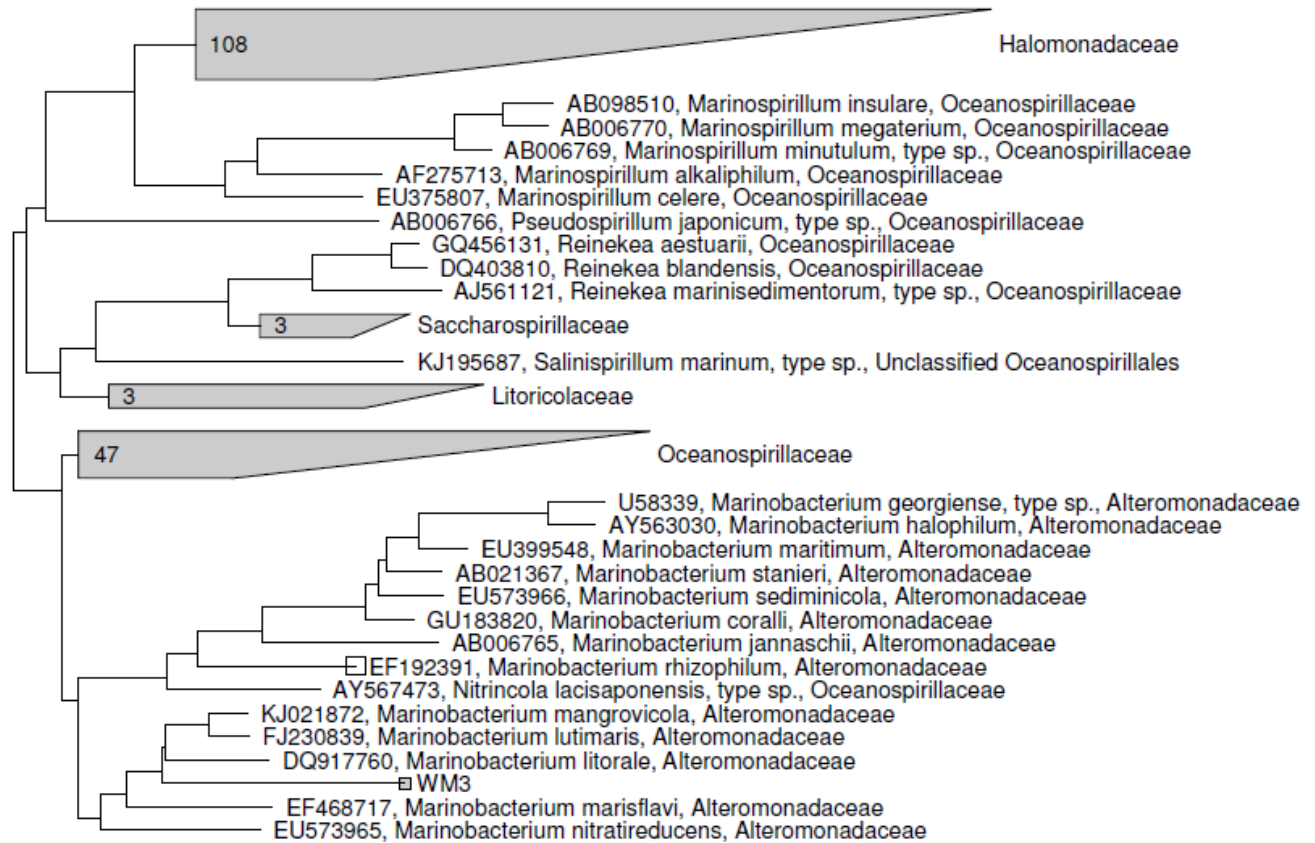 108
Halomonadaceae
AB098510, Marinospirillum insulare, Oceanospirillaceae
AB006770, Marinospirillum megaterium, Oceanospirillaceae
AB006769, Marinospirillum minutulum, type sp., Oceanospirillaceae
AF275713, Marinospirillum alkaliphilum, Oceanospirillaceae
EU375807, Marinospirillum celere, Oceanospirillaceae
AB006766, Pseudospirillum japonicum, type sp., Oceanospirillaceae
GQ456131, Reinekea aestuarii, Oceanospirillaceae
DQ403810, Reinekea blandensis, Oceanospirillaceae
AJ561121, Reinekea marinisedimentorum, type sp., Oceanospirillaceae
3
Saccharospirillaceae
KJ195687, Salinispirillum marinum, type sp., Unclassified Oceanospirillales
3
Litoricolaceae
47
Oceanospirillaceae
U58339, Marinobacterium georgiense, type sp., Alteromonadaceae
AY563030, Marinobacterium halophilum, Alteromonadaceae
EU399548, Marinobacterium maritimum, Alteromonadaceae
AB021367, Marinobacterium stanieri, Alteromonadaceae
EU573966, Marinobacterium sediminicola, Alteromonadaceae
GU183820, Marinobacterium coralli, Alteromonadaceae
AB006765, Marinobacterium jannaschii, Alteromonadaceae
EF192391, Marinobacterium rhizophilum, Alteromonadaceae
AY567473, Nitrincola lacisaponensis, type sp., Oceanospirillaceae
KJ021872, Marinobacterium mangrovicola, Alteromonadaceae
FJ230839, Marinobacterium lutimaris, Alteromonadaceae
DQ917760, Marinobacterium litorale, Alteromonadaceae
WM3
EF468717, Marinobacterium marisflavi, Alteromonadaceae
EU573965, Marinobacterium nitratireducens, Alteromonadaceae